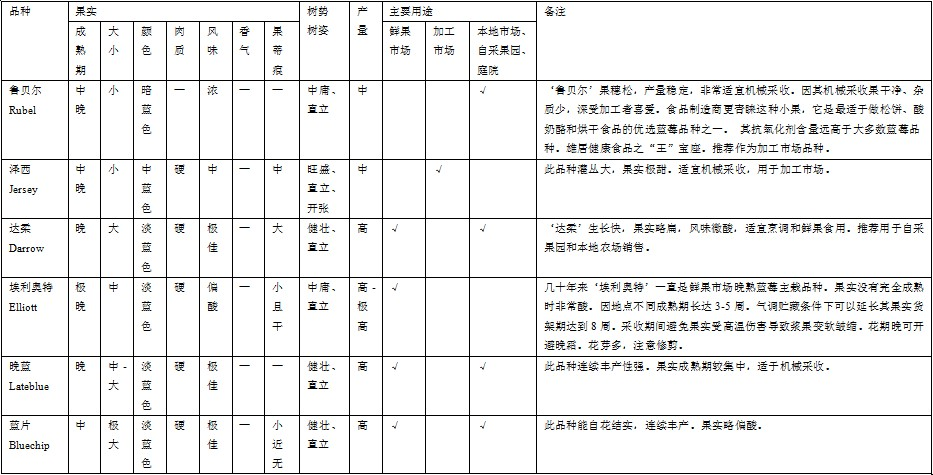 品种 果实 树势树姿 产量 主要用途 备注
成熟期 大小 颜色 肉质 风味 香气 果蒂痕 鲜果市场 加工市场 本地市场、自采果园、庭院
鲁贝尔 Rubel 中晚 小 暗蓝色 — 浓 — — 中庸、直立 中 √
‘鲁贝尔’果穗松，产量稳定，非常适宜机械采收。因其机械采收果干净、杂
质少，深受加工者喜爱。食品制造商更青睐这种小果，它是最适于做松饼、酸
奶酪和烘干食品的优选蓝莓品种之一。 其抗氧化剂含量远高于大多数蓝莓品
种。雄居健康食品之“王”宝座。推荐作为加工市场品种。
泽西 Jersey 中晚 小 中蓝色 硬 中 — 中 旺盛、直立、开张 中 √
此品种灌丛大，果实极甜。适宜机械采收，用于加工市场。
达柔 Darrow 晚 大 淡蓝色 硬 极佳 — 大 健壮、直立 高 √ √
‘达柔’生长快，果实略扁，风味微酸，适宜烹调和鲜果食用。推荐用于自采
果园和本地农场销售。
埃利奥特 Elliott 极晚 中 淡蓝色 硬 偏酸 — 小且干 中庸、直立 高-极高 √
几十年来‘埃利奥特’一直是鲜果市场晚熟蓝莓主栽品种。果实没有完全成熟
时非常酸。因地点不同成熟期长达 3-5 周。气调贮藏条件下可以延长其果实货
架期达到 8 周。采收期间避免果实受高温伤害导致浆果变软皱缩。花期晚可开
避晚霜。花芽多，注意修剪。
晚蓝 Lateblue 晚 中-大 淡蓝色 硬 极佳 — — 健壮、直立 高 √ √
此品种连续丰产性强。果实成熟期较集中，适于机械采收。
蓝片 Bluechip 中 极大 淡蓝色 硬 极佳 — 小近无 健壮、直立 高 √ √
此品种能自花结实，连续丰产。果实略偏酸。